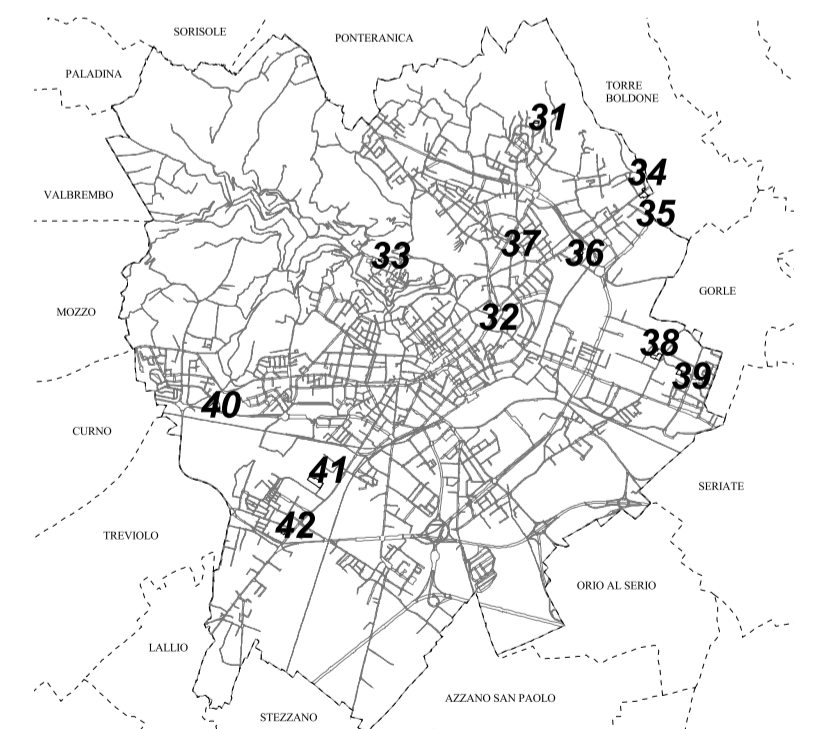 SORISOLE
PONTERANICA
PALADINA
TORRE
BOLDONE
31
34
VALBREMBO
35
37
36
33
GORLE
MOZZO
32
38
39
40
CURNO
41
SERIATE
42
TREVIOLO
ORIO AL SERIO
LALLIO
AZZANO SAN PAOLO
STEZZANO